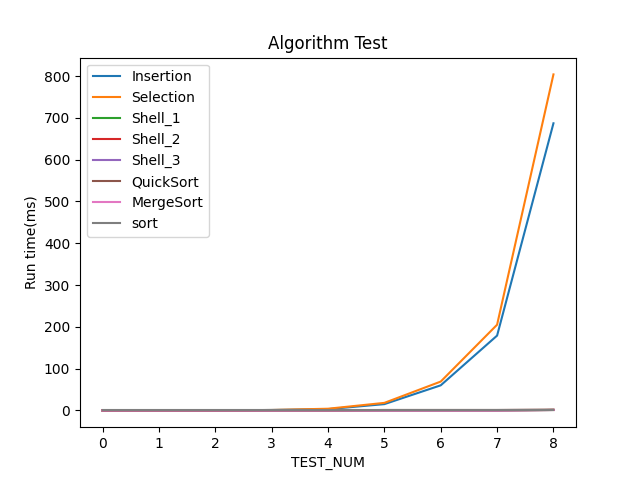 Algorithm Test
Insertion
Selection
Shell_1
Shell_2
Shell_3
QuickSort
MergeSort
sort
Run time(ms)
800
700
600
500
400
300
200
100
0
0 1 2 3 4 5 6 7 8
TEST_NUM